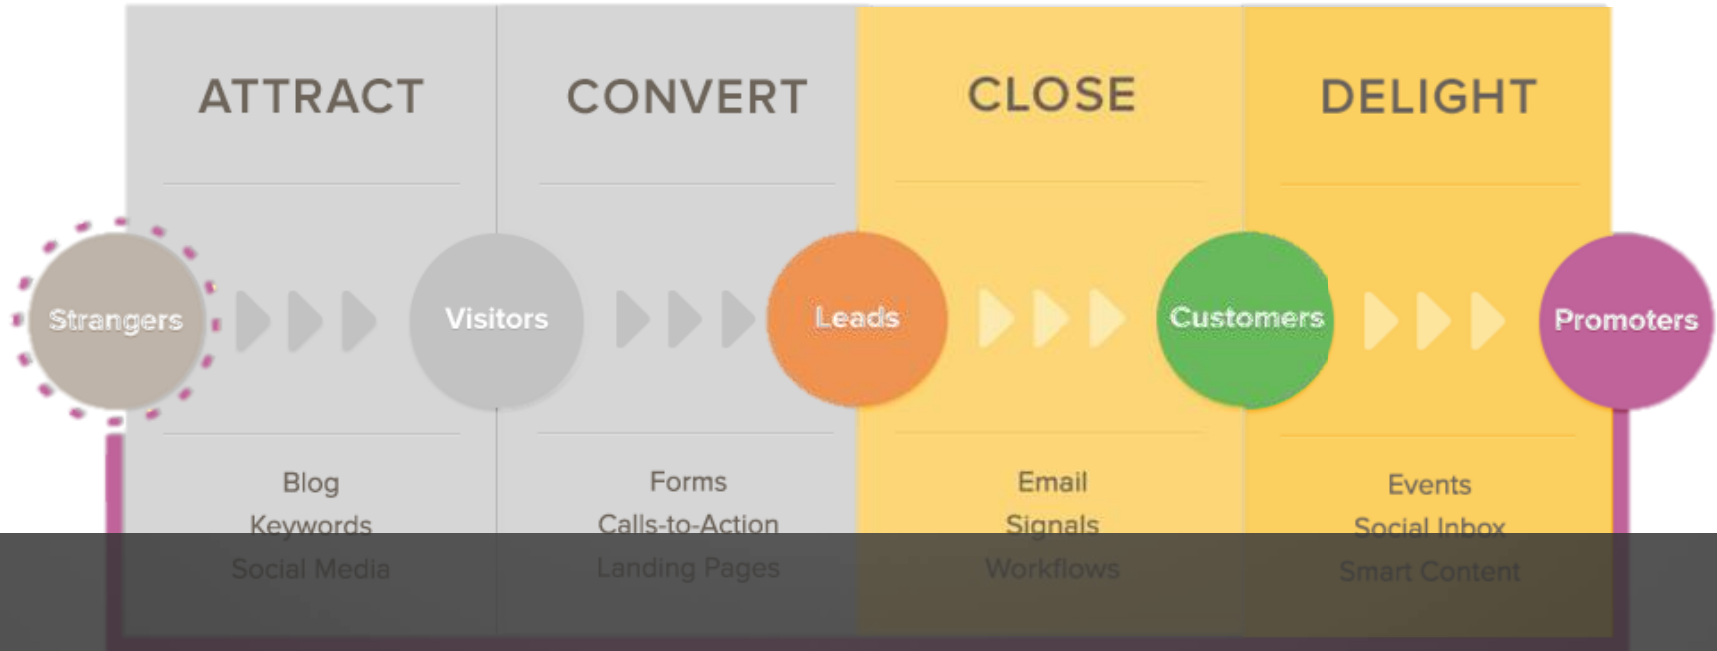 ATTRACT
CONVERT
CLOSE
DELIGHT
Strangers
Visitors
Leads
Customers
Promoters
Blog
Keywords
Social Media
Forms
Calls-to-Action
Landing Pages
Email
Signals
Workflows
Events
Social Inbox
Smart Content